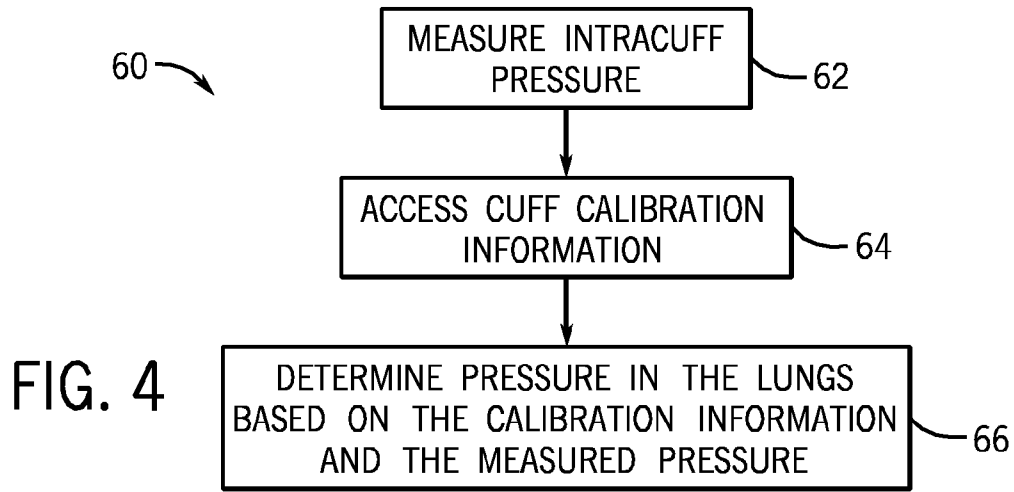 60
MEASURE INTRACUFF
PRESSURE
62
ACCESS CUFF CALIBRATION
INFORMATION
64
FIG. 4
DETERMINE PRESSURE IN THE LUNGS
BASED ON THE CALIBRATION INFORMATION
AND THE MEASURED PRESSURE
66